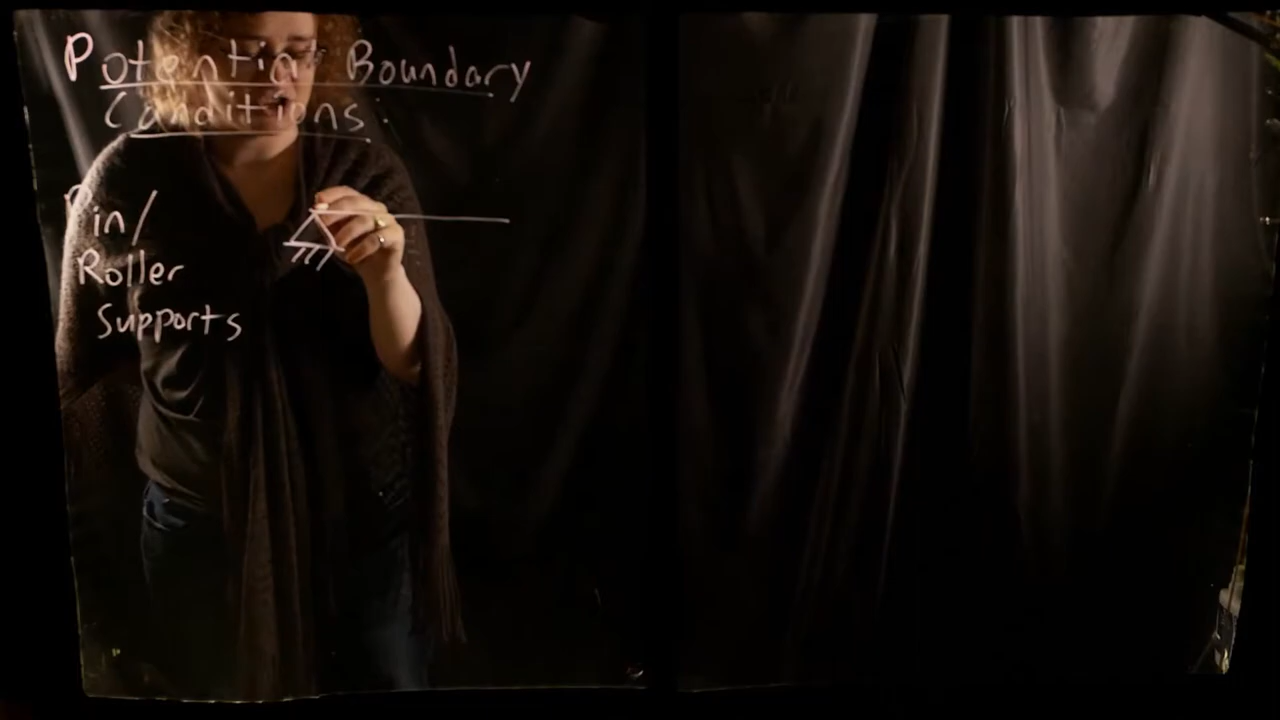 Potential Boundary
Conditions:
Pin/
Roller
Supports